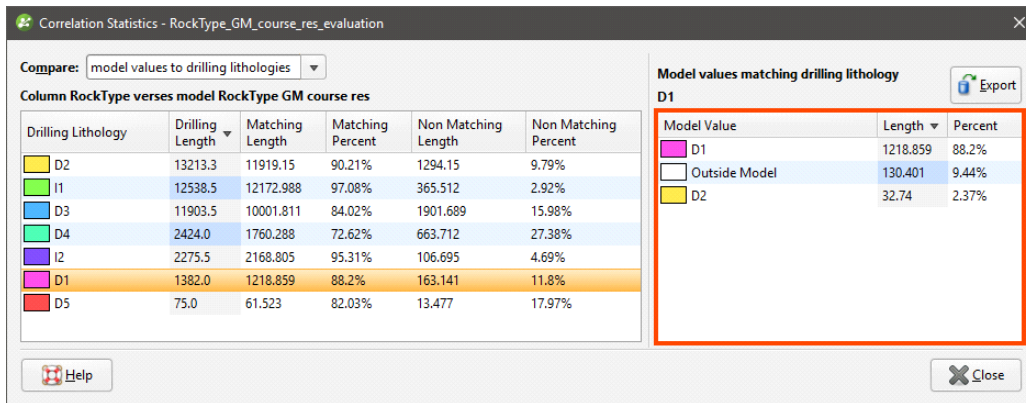 Correlation Statistics - RockType_GM_course_res_evaluation
Compare: model values to drilling lithologies
Column RockType verses model RockType GM course res
Drilling Lithology Drilling Length Matching Length Matching Percent Non Matching Length Non Matching Percent
D2 13213.3 11919.15 90.21% 1294.15 9.79%
I1 12538.5 12172.988 97.08% 365.512 2.92%
D3 11903.5 10001.811 84.02% 1901.689 15.98%
D4 2424.0 1760.288 72.62% 663.712 27.38%
I2 2275.5 2168.805 95.31% 106.695 4.69%
D1 1382.0 1218.859 88.2% 163.141 11.8%
D5 75.0 61.523 82.03% 13.477 17.97%
Model values matching drilling lithology
D1
Export
Model Value Length Percent
D1 1218.859 88.2%
Outside Model 130.401 9.44%
D2 32.74 2.37%
Help
Close